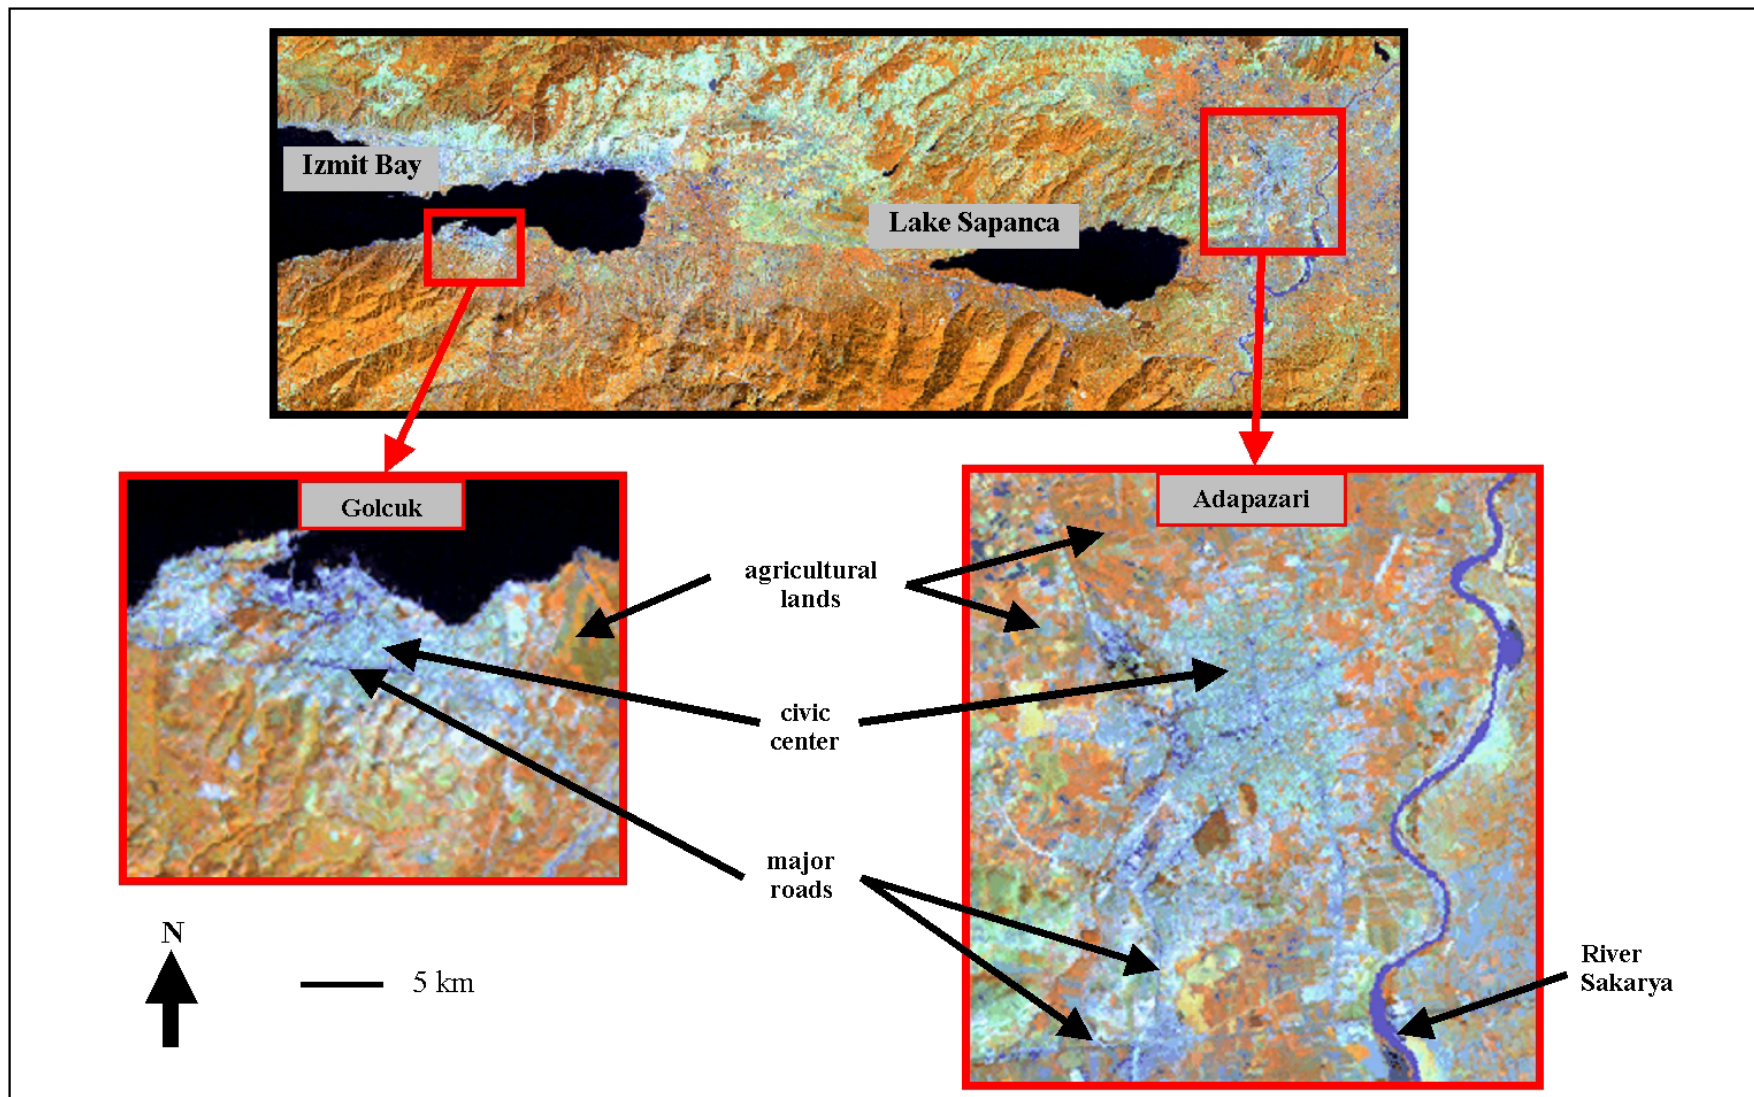 Izmit Bay
Lake Sapanca
Golcuk
Adapazari
agricultural
lands
civic
center
major
roads
River
Sakarya
N
5 km